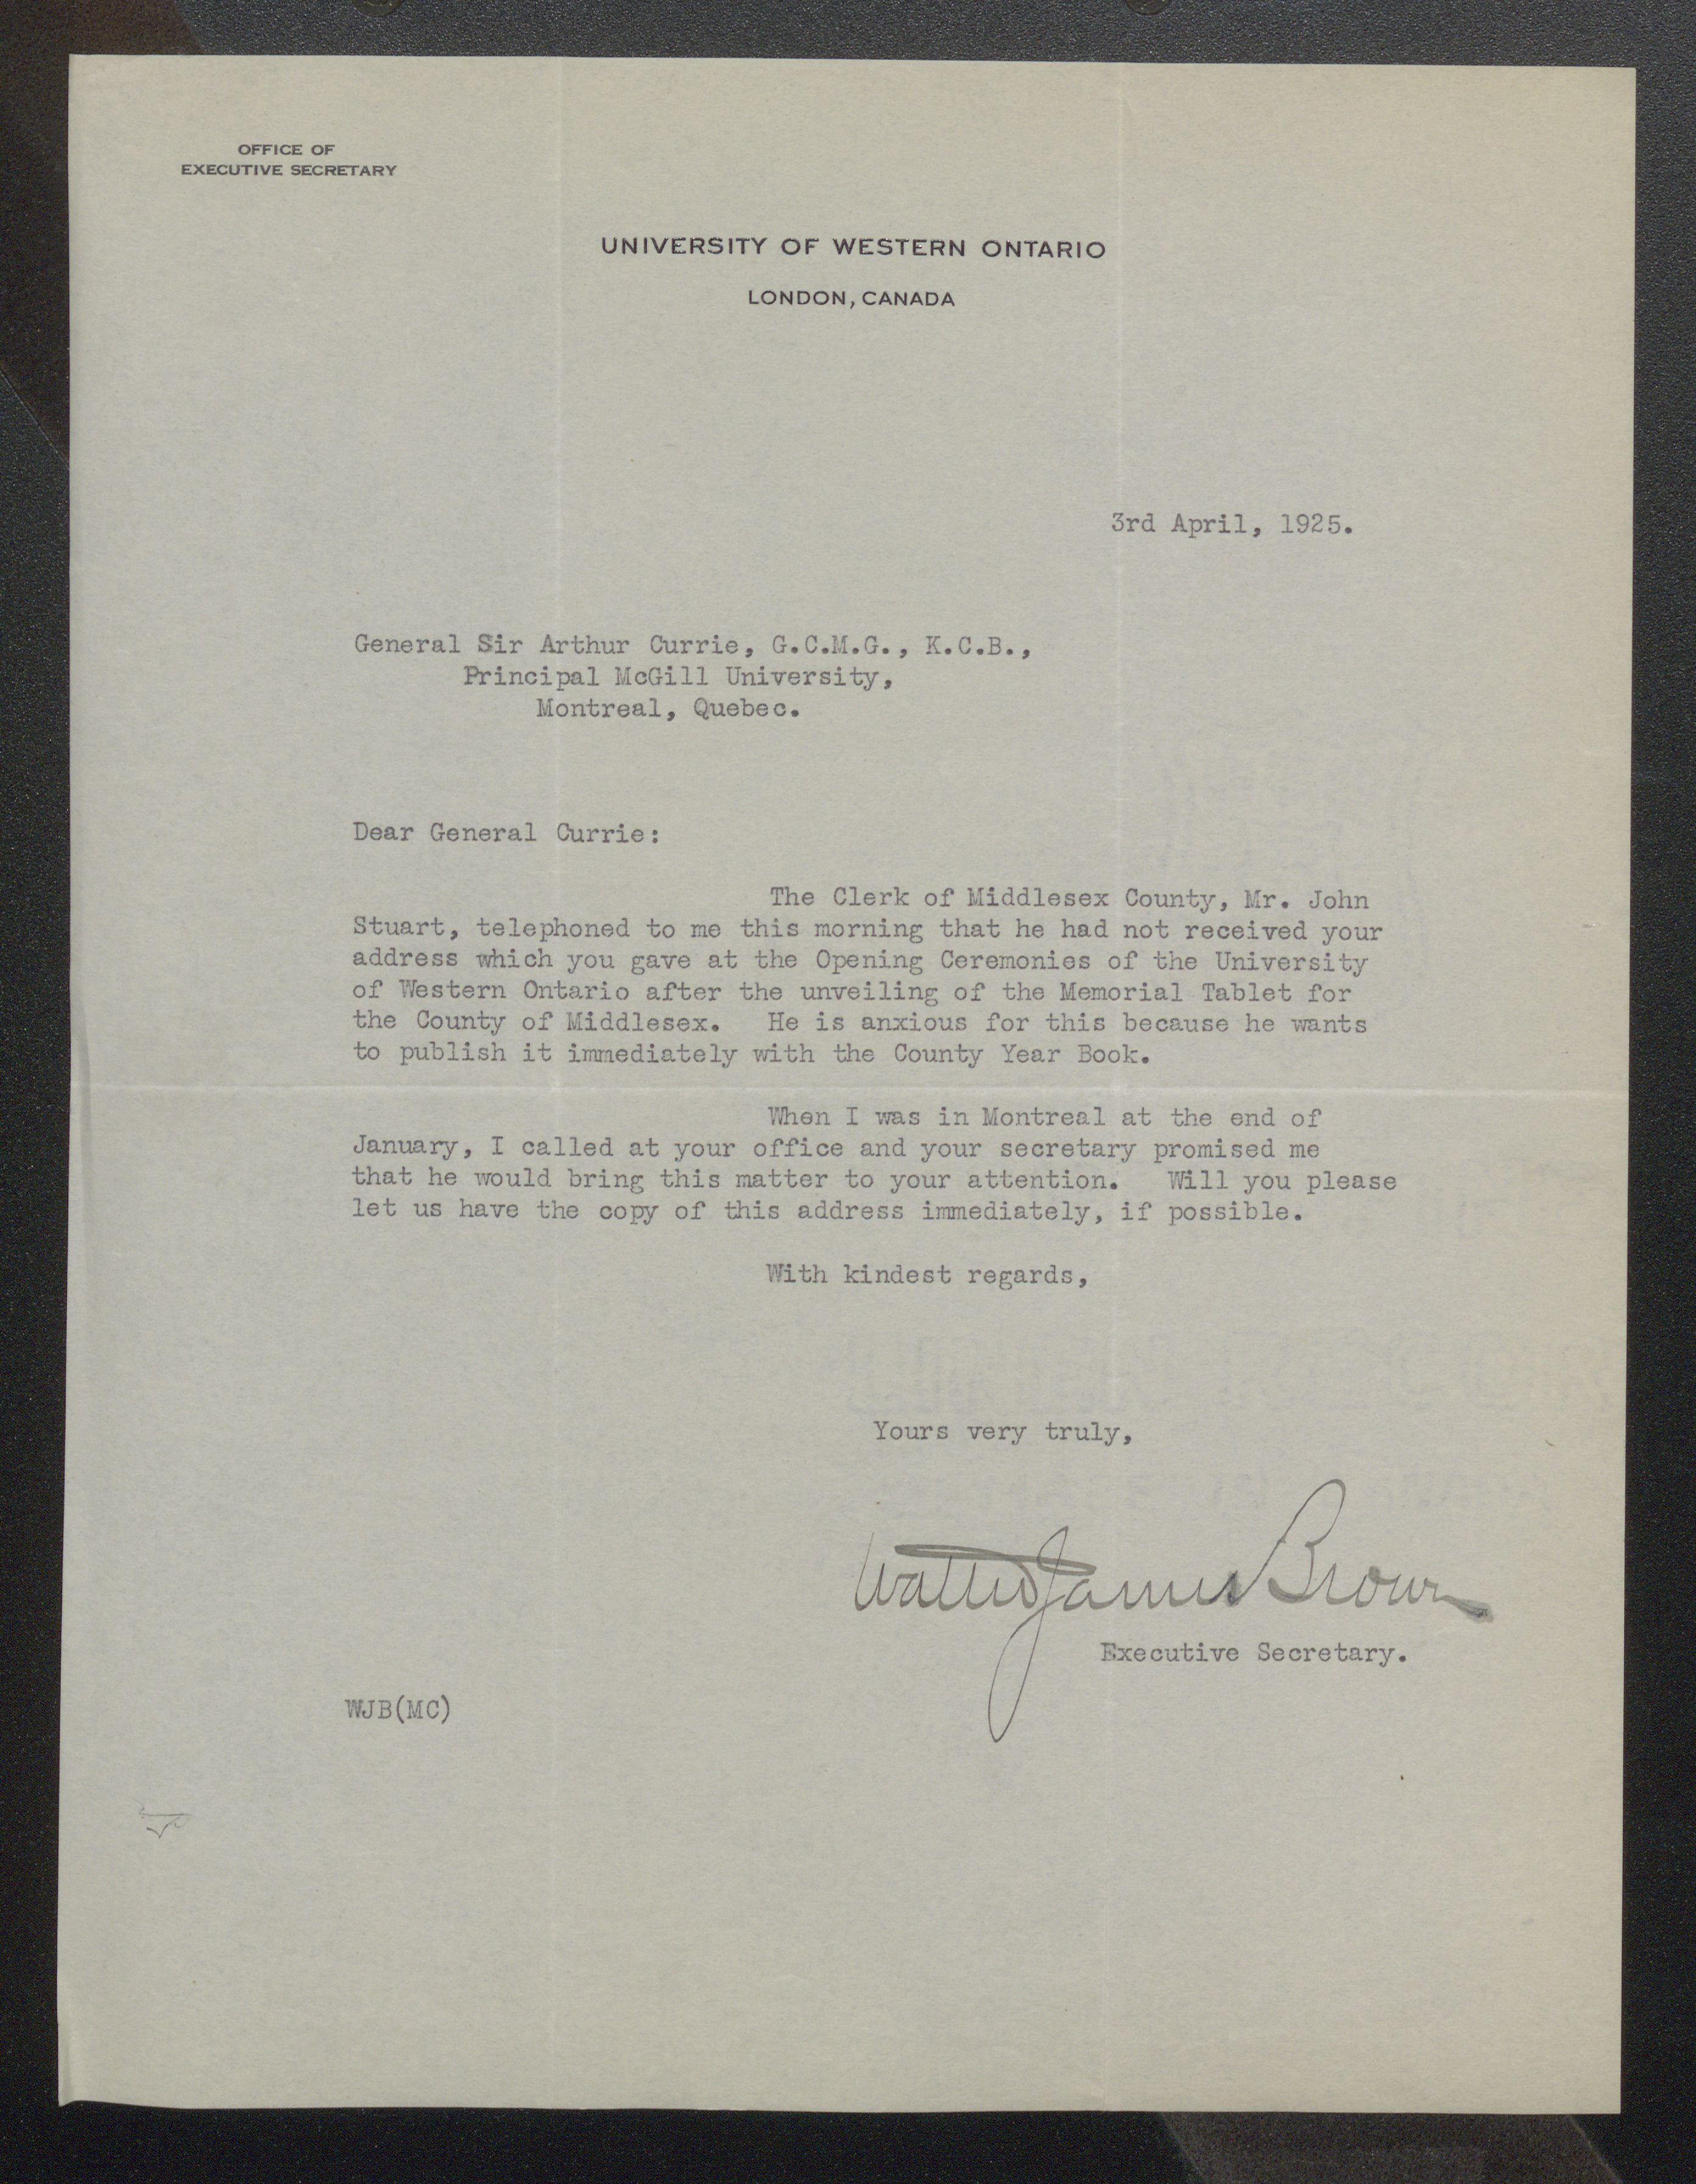 OFFICE OF
EXECUTIVE SECRETARY
UNIVERSITY OF WESTERN ONTARIO
LONDON, CANADA
3rd April, 1925.
General Sir Arthur Currie, G.C.M.G., K.C.B.,
Principal McGill University,
Montreal, Quebec.
Dear General Currie:
The Clerk of Middlesex County, Mr. John
Stuart, telephoned to me this morning that he had not received your
address which you gave at the Opening Ceremonies of the University
of Western Ontario after the unveiling of the Memorial Tablet for
the County of Middlesex. He is anxious for this because he wants
to publish it immediately with the County Year Book.
When I was in Montreal at the end of
January, I called at your office and your secretary promised me
that he would bring this matter to your attention. Will you please
let us have the copy of this address immediately, if possible.
With kindest regards,
Yours very truly,
Walter James Brown
Executive Secretary.
WJB(MC)